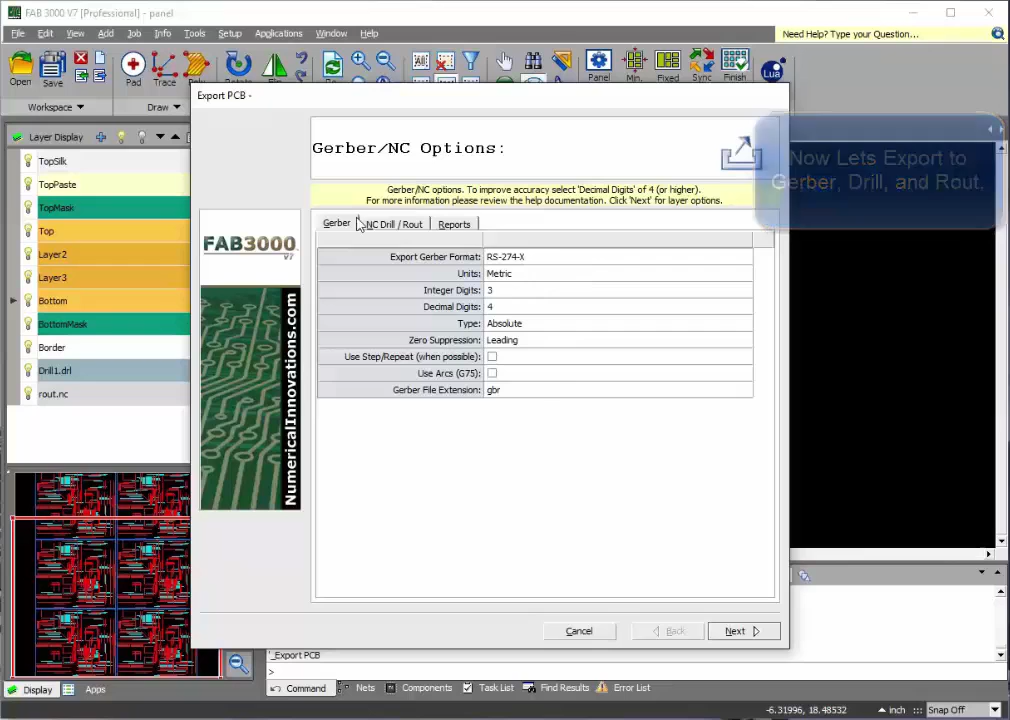 FAB 3000 V7 [Professional] - panel
File Edit View Add Job Info Tools Setup Applications Window Help
Need Help? Type your Question...
Open Save Pad Trace Rotate Panel Min. Fixed Sync Finish Lua
Workspace Draw
Layer Display
TopSilk
TopPaste
TopMask
Top
Layer2
Layer3
Bottom
BottomMask
Border
Drill1.drl
rout.nc
Export PCB -
Gerber/NC Options:
Gerber/NC options. To improve accuracy select 'Decimal Digits' of 4 (or higher).
For more information please review the help documentation. Click 'Next' for layer options.
Now Lets Export to
Gerber, Drill, and Rout.
FAB3000
V7
NumericalInnovations.com
Gerber NC Drill / Rout Reports
Export Gerber Format: RS-274-X
Units: Metric
Integer Digits: 3
Decimal Digits: 4
Type: Absolute
Zero Suppression: Leading
Use Step/Repeat (when possible):
Use Arcs (G75):
Gerber File Extension: gbr
Cancel Back Next
'_Export PCB
>
Display Apps
Command Nets Components Task List Find Results Error List
-6.31996, 18.48532 inch Snap Off